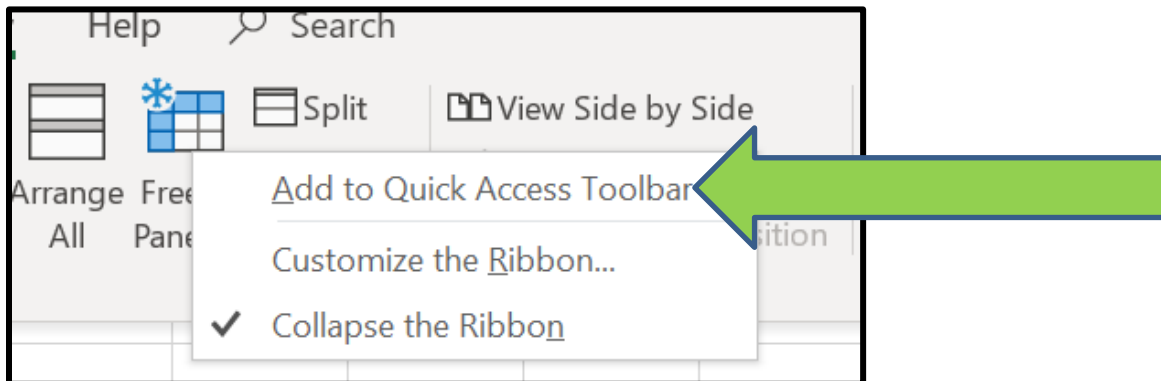 Help Search
Split View Side by Side
Add to Quick Access Toolbar
Arrange
All
Customize the Ribbon...
Collapse the Ribbon